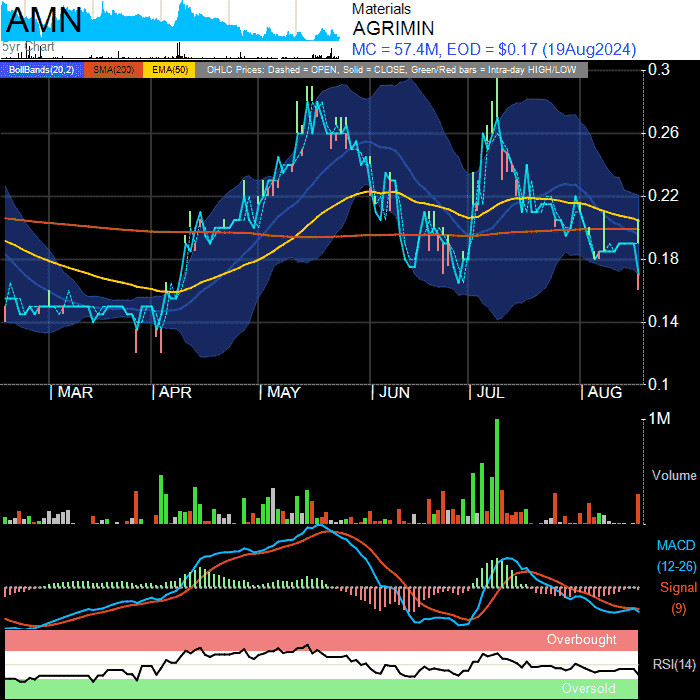 AMN
5yr Chart
Materials
AGRIMIN
MC = 57.4M, EOD = $0.17 (19Aug2024)
BollBands(20,2) SMA(200) EMA(50) OHLC Prices: Dashed = OPEN, Solid = CLOSE, Green/Red bars = Intra-day HIGH/LOW
0.3
0.26
0.22
0.18
0.14
0.1
MAR APR MAY JUN JUL AUG
1M
Volume
MACD
(12-26)
Signal
(9)
Overbought
RSI(14)
Oversold